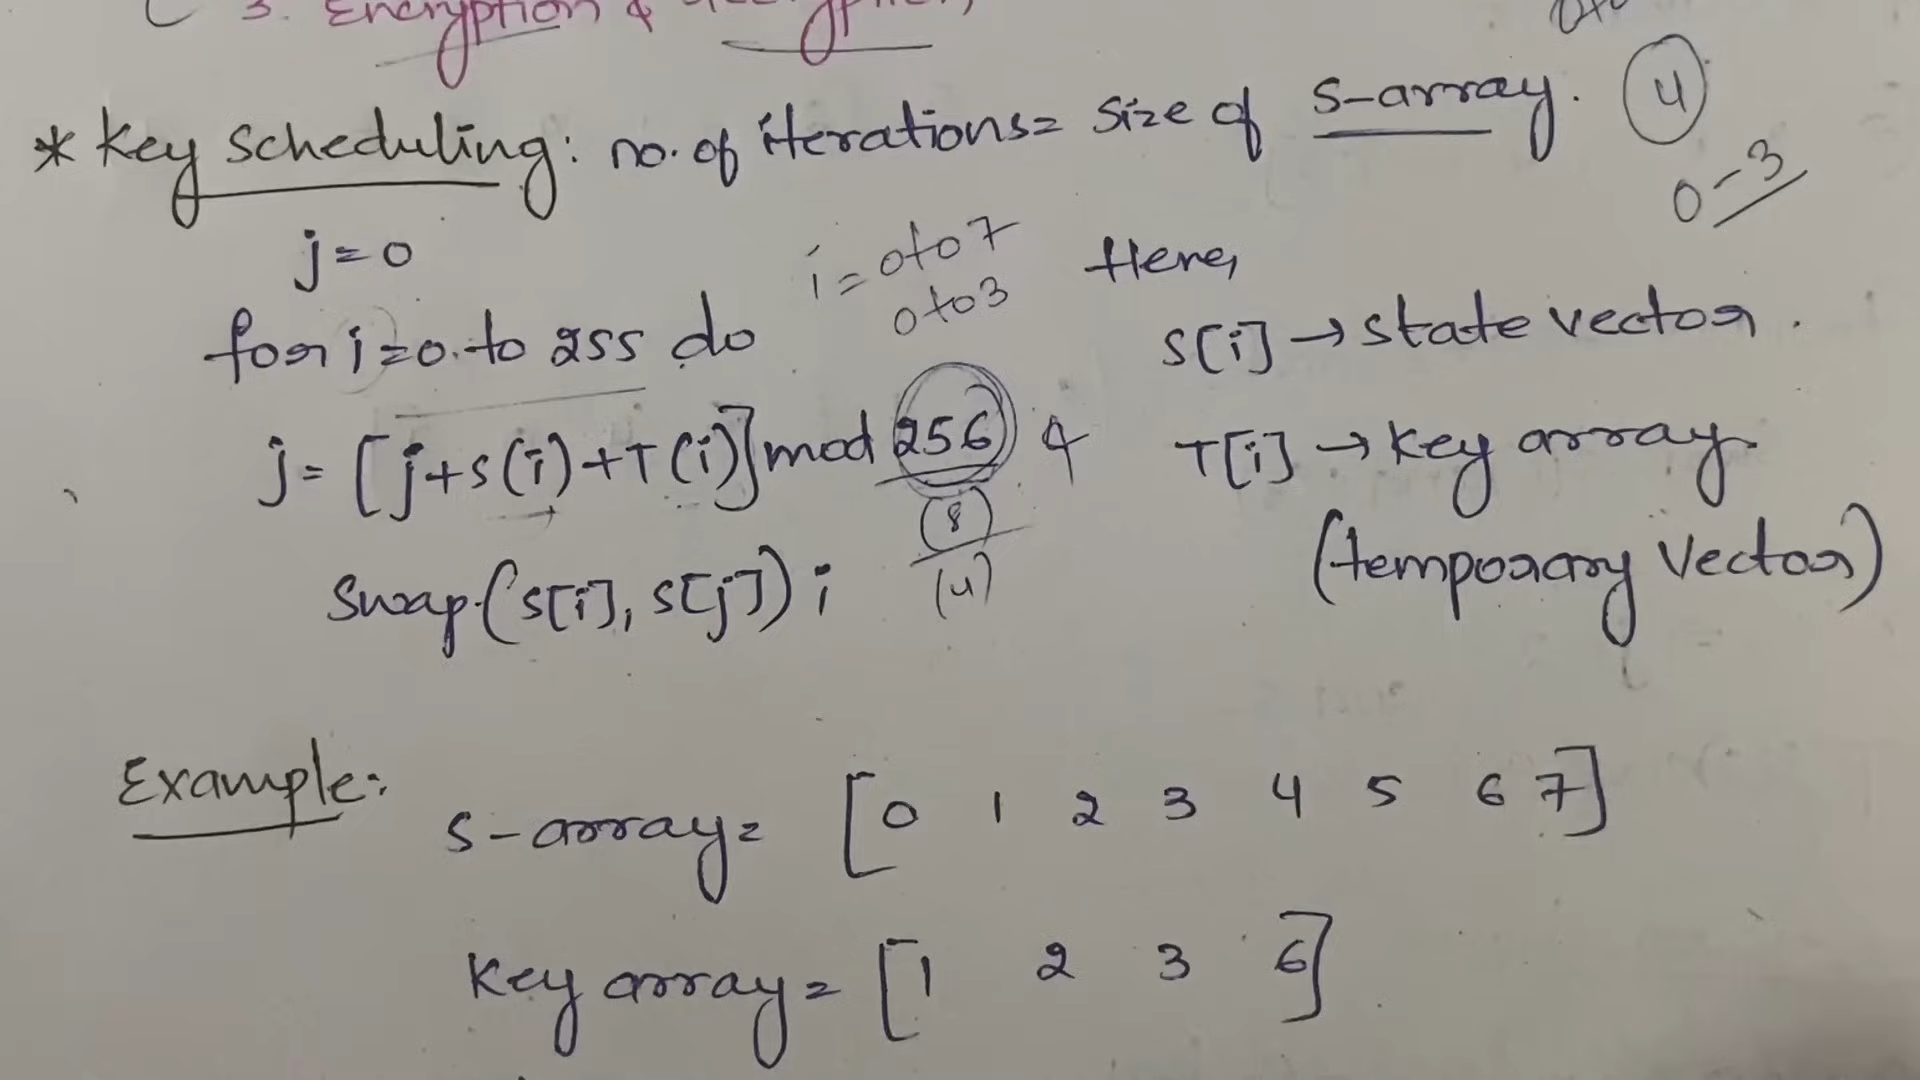 3. Encryption &
* Key scheduling: no. of iterations = size of s-array. (4)
0-3
j=0
i = 0 to 7
0 to 3
Here,
for i=0 to 255 do
s[i] → state vector.
j = [j+s(i)+T(i)] mod 256 &
T[i] → key array.
(8)
(4)
(temporary vector)
Swap (s[i], s[j]) ;
Example:
s-array = [0 1 2 3 4 5 6 7]
Key array = [1 2 3 6]